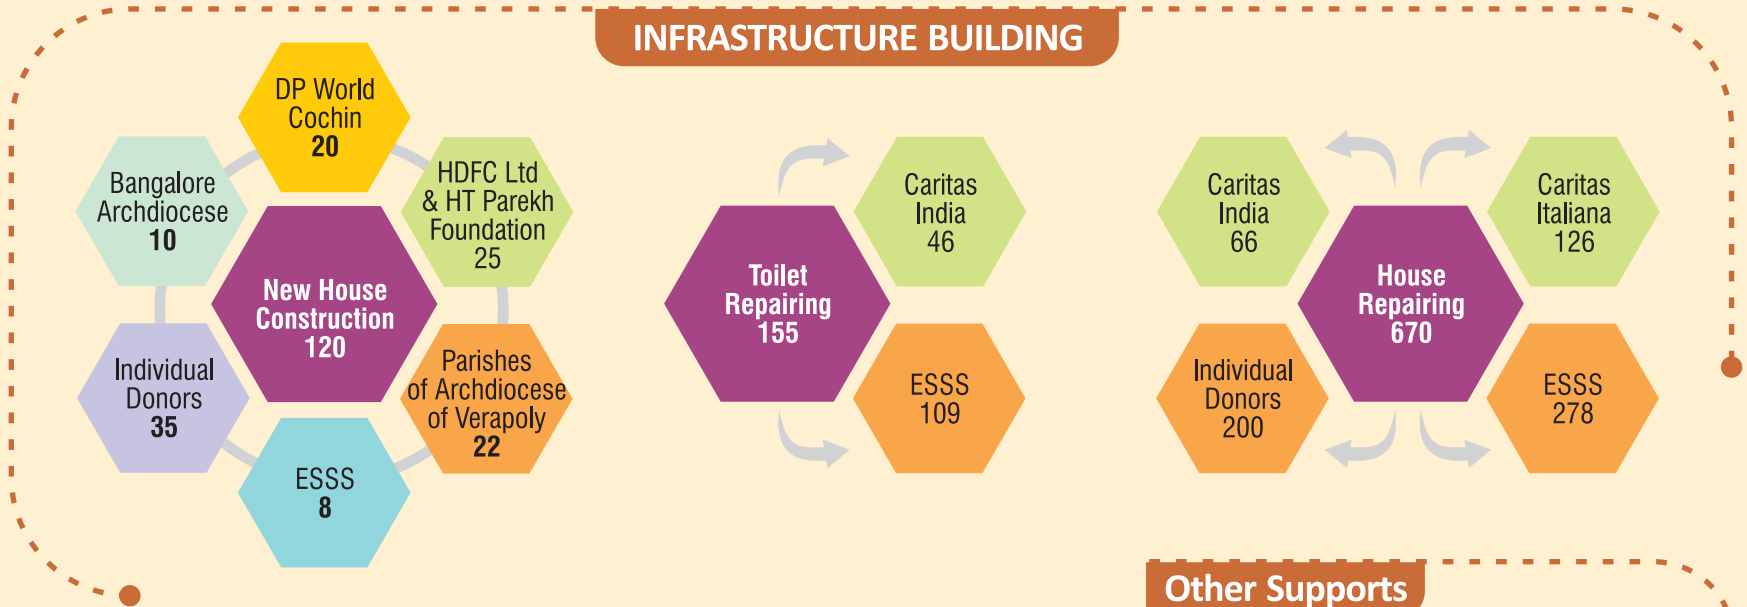 INFRASTRUCTURE BUILDING
DP World
Cochin
20
HDFC Ltd
& HT Parekh
Foundation
25
Parishes
of Archdiocese
of Verapoly
22
ESSS
8
Individual
Donors
35
Bangalore
Archdiocese
10
New House
Construction
120
Toilet
Repairing
155
Caritas
India
46
ESSS
109
House
Repairing
670
Caritas
India
66
Caritas
Italiana
126
Individual
Donors
200
ESSS
278
Other Supports